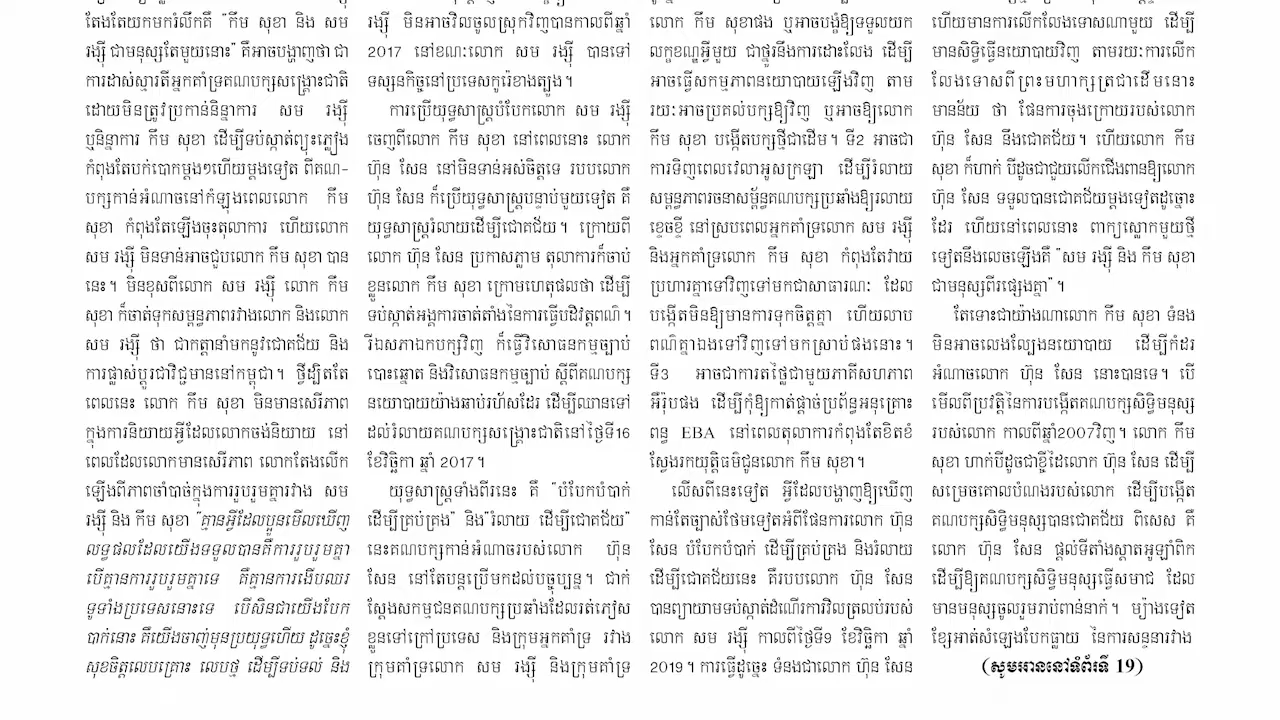 តែងតែយកមករំលឹកគឺ “កឹម សុខា និង សម
រង្ស៊ី ជាមនុស្សតែមួយនោះ” គឺអាចបង្ហាញថា ជា
ការដាស់ស្មារតីអ្នកគាំទ្រគណបក្សសង្គ្រោះជាតិ
ដោយមិនត្រូវប្រកាន់និន្នាការ សម រង្ស៊ី
ឬនិន្នាការ កឹម សុខា ដើម្បីទប់ស្កាត់ព្យុះភ្លៀង
កំពុងតែបក់បោកម្តង១ហើយម្តងទៀត ពីគណ-
បក្សកាន់អំណាចនៅកំឡុងពេលលោក កឹម
សុខា កំពុងតែឡើងចុះតុលាការ ហើយលោក
សម រង្ស៊ី មិនទាន់អាចជួបលោក កឹម សុខា បាន
នេះ។ មិនខុសពីលោក សម រង្ស៊ី លោក កឹម
សុខា ក៏ចាត់ទុកសម្ពន្ធភាពរវាងលោក និងលោក
សម រង្ស៊ី ថា ជាកត្តានាំមកនូវជោគជ័យ និង
ការផ្លាស់ប្តូរជាវិជ្ជមាននៅកម្ពុជា។ ថ្វីដ្បិតតែ
ពេលនេះ លោក កឹម សុខា មិនមានសេរីភាព
ក្នុងការនិយាយអ្វីដែលលោកចង់និយាយ នៅ
ពេលដែលលោកមានសេរីភាព លោកតែងលើក
ឡើងពីភាពចាំបាច់ក្នុងការរួបរួមគ្នារវាង សម
រង្ស៊ី និង កឹម សុខា “គ្មានអ្វីដែលប្អូនមើលឃើញ
លទ្ធផលដែលយើងទទួលបានគឺការរួបរួមគ្នា
បើគ្មានការរួបរួមគ្នាទេ គឺគ្មានការងើបឈរ
ទូទាំងប្រទេសនោះទេ បើសិនជាយើងបែក
បាក់នោះ គឺយើងចាញ់មុនប្រយុទ្ធហើយ ដូច្នេះខ្ញុំ
សុខចិត្តលេបគ្រោះ លេបថ្ម ដើម្បីទប់ទល់ និង
រង្ស៊ី មិនអាចវិលចូលស្រុកវិញបានកាលពីឆ្នាំ
2017 នៅខណៈលោក សម រង្ស៊ី បានទៅ
ទស្សនកិច្ចនៅប្រទេសកូរ៉េខាងត្បូង។
ការប្រើយុទ្ធសាស្ត្របំបែកលោក សម រង្ស៊ី
ចេញពីលោក កឹម សុខា នៅពេលនោះ លោក
ហ៊ុន សែន នៅមិនទាន់អស់ចិត្តទេ របបលោក
ហ៊ុន សែន ក៏ប្រើយុទ្ធសាស្ត្របន្ទាប់មួយទៀត គឺ
យុទ្ធសាស្ត្ររំលាយដើម្បីជោគជ័យ។ ក្រោយពី
លោក ហ៊ុន សែន ប្រកាសភ្លាម តុលាការក៏ចាប់
ខ្លួនលោក កឹម សុខា ក្រោមហេតុផលថា ដើម្បី
ទប់ស្កាត់អង្គការចាត់តាំងនៃការធ្វើបដិវត្តពណ៌។
រីឯសភាឯកបក្សវិញ ក៏ធ្វើវិសោធនកម្មច្បាប់
បោះឆ្នោត និងវិសោធនកម្មច្បាប់ ស្តីពីគណបក្ស
នយោបាយយ៉ាងឆាប់រហ័សដែរ ដើម្បីឈានទៅ
ដល់រំលាយគណបក្សសង្គ្រោះជាតិនៅថ្ងៃទី16
ខែវិច្ឆិកា ឆ្នាំ 2017។
យុទ្ធសាស្ត្រទាំងពីរនេះ គឺ “បំបែកបំបាក់
ដើម្បីគ្រប់គ្រង” និង“រំលាយ ដើម្បីជោគជ័យ”
នេះគណបក្សកាន់អំណាចរបស់លោក ហ៊ុន
សែន នៅតែបន្តប្រើមកដល់បច្ចុប្បន្ន។ ជាក់
ស្តែងសកម្មជនគណបក្សប្រឆាំងដែលរត់ភៀស
ខ្លួនទៅក្រៅប្រទេស និងក្រុមអ្នកគាំទ្រ រវាង
ក្រុមគាំទ្រលោក សម រង្ស៊ី និងក្រុមគាំទ្រ
លោក កឹម សុខាផង ឬអាចបង្ខំឱ្យទទួលយក
លក្ខខណ្ឌអ្វីមួយ ជាថ្នូរនឹងការដោះលែង ដើម្បី
អាចធ្វើសកម្មភាពនយោបាយឡើងវិញ តាម
រយៈអាចប្រគល់បក្សឱ្យវិញ ឬអាចឱ្យលោក
កឹម សុខា បង្កើតបក្សថ្មីជាដើម។ ទី2 អាចជា
ការទិញពេលវេលាអូសក្រឡា ដើម្បីរំលាយ
សម្ពន្ធភាពរចនាសម្ព័ន្ធគណបក្សប្រឆាំងឱ្យរលាយ
ខ្ទេចខ្ទី នៅស្របពេលអ្នកគាំទ្រលោក សម រង្ស៊ី
និងអ្នកគាំទ្រលោក កឹម សុខា កំពុងតែវាយ
ប្រហារគ្នាទៅវិញទៅមកជាសាធារណៈ ដែល
បង្កើតមិនឱ្យមានការទុកចិត្តគ្នា ហើយលាប
ពណ៌គ្នាឯងទៅវិញទៅមកស្រាប់ផងនោះ។
ទី3 អាចជាការតថ្លៃជាមួយភាគីសហភាព
អឺរ៉ុបផង ដើម្បីកុំឱ្យកាត់ផ្តាច់ប្រព័ន្ធអនុគ្រោះ
ពន្ធ EBA នៅពេលតុលាការកំពុងតែខិតខំ
ស្វែងរកយុត្តិធម៌ជូនលោក កឹម សុខា។
លើសពីនេះទៀត អ្វីដែលបង្ហាញឱ្យឃើញ
កាន់តែច្បាស់ថែមទៀតអំពីផែនការលោក ហ៊ុន
សែន បំបែកបំបាក់ ដើម្បីគ្រប់គ្រង និងរំលាយ
ដើម្បីជោគជ័យនេះ គឺរបបលោក ហ៊ុន សែន
បានព្យាយាមទប់ស្កាត់ដំណើរការវិលត្រលប់របស់
លោក សម រង្ស៊ី កាលពីថ្ងៃទី9 ខែវិច្ឆិកា ឆ្នាំ
2019។ ការធ្វើដូច្នេះ ទំនងជាលោក ហ៊ុន សែន
ហើយមានការលើកលែងទោសណាមួយ ដើម្បី
មានសិទ្ធិធ្វើនយោបាយវិញ តាមរយៈការលើក
លែងទោសពីព្រះមហាក្សត្រជាដើមនោះ
មានន័យ ថា ផែនការចុងក្រោយរបស់លោក
ហ៊ុន សែន នឹងជោគជ័យ។ ហើយលោក កឹម
សុខា ក៏ហាក់ បីដូចជាជួយលើកជើងពានឱ្យលោក
ហ៊ុន សែន ទទួលបានជោគជ័យម្តងទៀតដូច្នោះ
ដែរ ហើយនៅពេលនោះ ពាក្យស្លោកមួយថ្មី
ទៀតនឹងលេចឡើងគឺ “សម រង្ស៊ី និង កឹម សុខា
ជាមនុស្សពីរផ្សេងគ្នា”។
តែទោះជាយ៉ាងណាលោក កឹម សុខា ទំនង
មិនអាចលេងល្បែងនយោបាយ ដើម្បីកំដរ
អំណាចលោក ហ៊ុន សែន នោះបានទេ។ បើ
មើលពីប្រវត្តិនៃការបង្កើតគណបក្សសិទ្ធិមនុស្ស
របស់លោក កាលពីឆ្នាំ2007វិញ។ លោក កឹម
សុខា ហាក់បីដូចជាខ្ចីដៃលោក ហ៊ុន សែន ដើម្បី
សម្រេចគោលបំណងរបស់លោក ដើម្បីបង្កើត
គណបក្សសិទ្ធិមនុស្សបានជោគជ័យ ពិសេស គឺ
លោក ហ៊ុន សែន ផ្តល់ទីតាំងស្តាតអូឡាំពិក
ដើម្បីឱ្យគណបក្សសិទ្ធិមនុស្សធ្វើសមាជ ដែល
មានមនុស្សចូលរួមរាប់ពាន់នាក់។ ម្យ៉ាងទៀត
ខ្សែអាត់សំឡេងបែកធ្លាយ នៃការសន្ទនារវាង
(សូមអាននៅទំព័រទី 19)